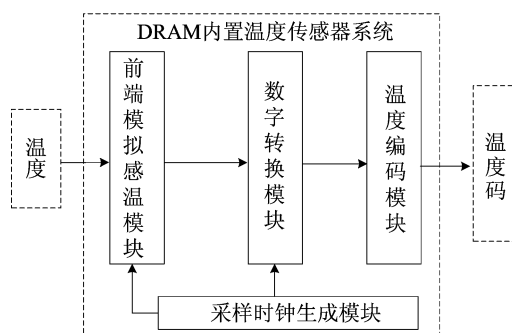 DRAM内置温度传感器系统
温度
前端模拟感温模块
数字转换模块
温度编码模块
温度码
采样时钟生成模块